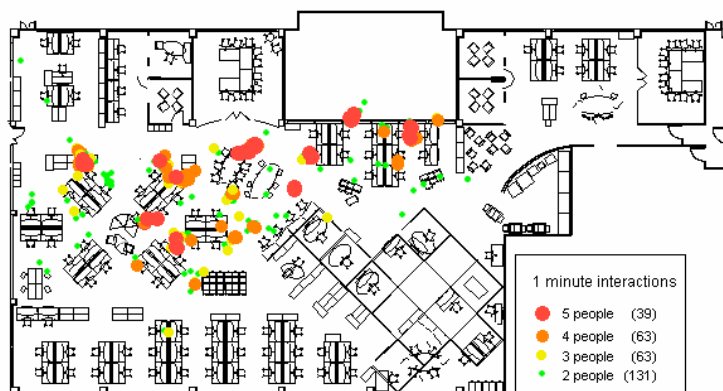 1 minute interactions
5 people (39)
4 people (63)
3 people (63)
2 people (131)